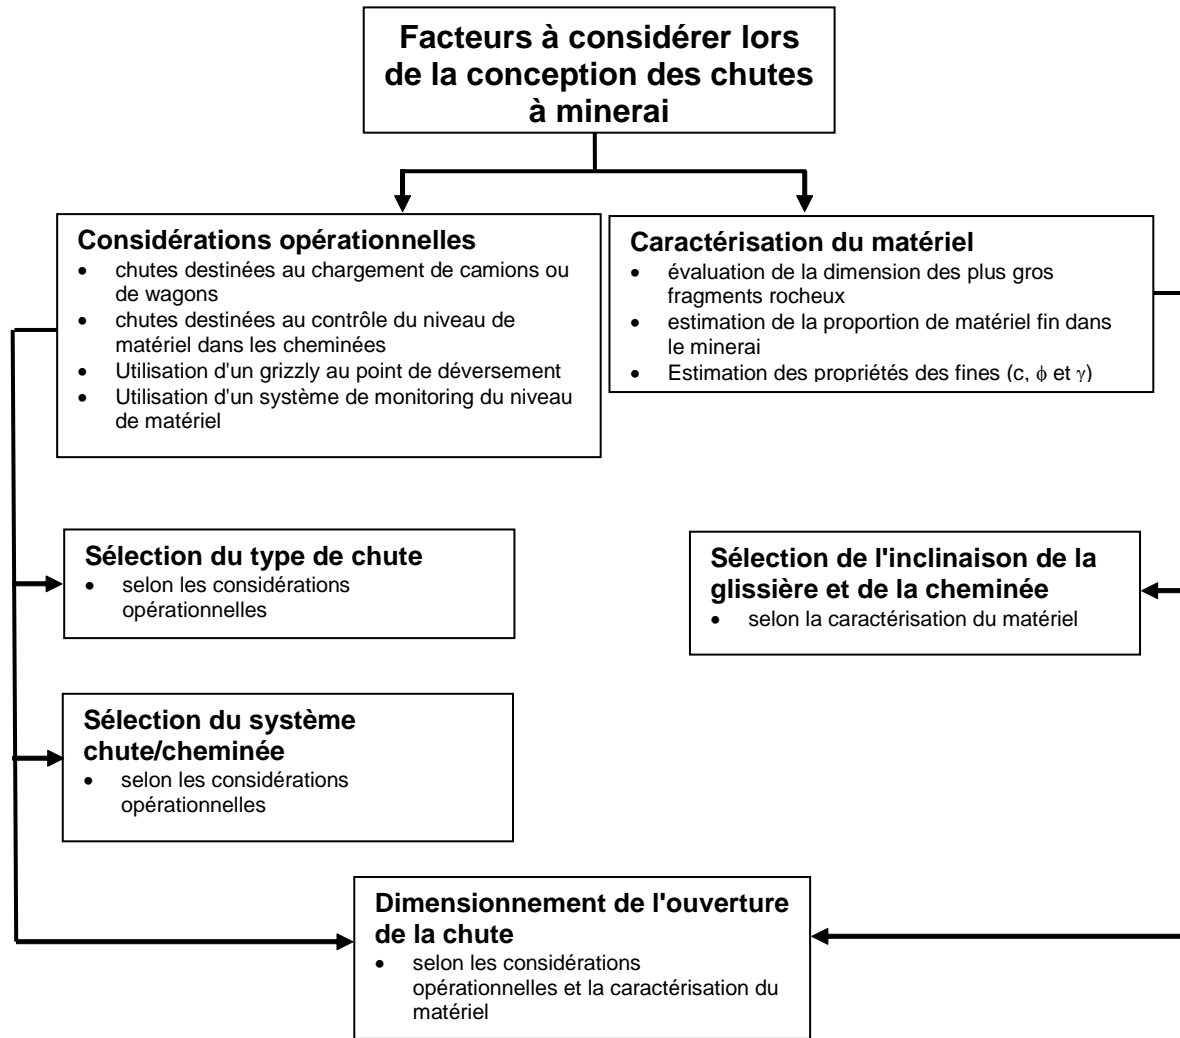 Facteurs à considérer lors
de la conception des chutes
à minerai
Considérations opérationnelles
• chutes destinées au chargement de camions ou
de wagons
• chutes destinées au contrôle du niveau de
matériel dans les cheminées
• Utilisation d'un grizzly au point de déversement
• Utilisation d'un système de monitoring du niveau
de matériel
Caractérisation du matériel
• évaluation de la dimension des plus gros
fragments rocheux
• estimation de la proportion de matériel fin dans
le minerai
• Estimation des propriétés des fines (c, ϕ et γ)
Sélection du type de chute
• selon les considérations
opérationnelles
Sélection de l'inclinaison de la
glissière et de la cheminée
• selon la caractérisation du matériel
Sélection du système
chute/cheminée
• selon les considérations
opérationnelles
Dimensionnement de l'ouverture
de la chute
• selon les considérations
opérationnelles et la caractérisation du
matériel